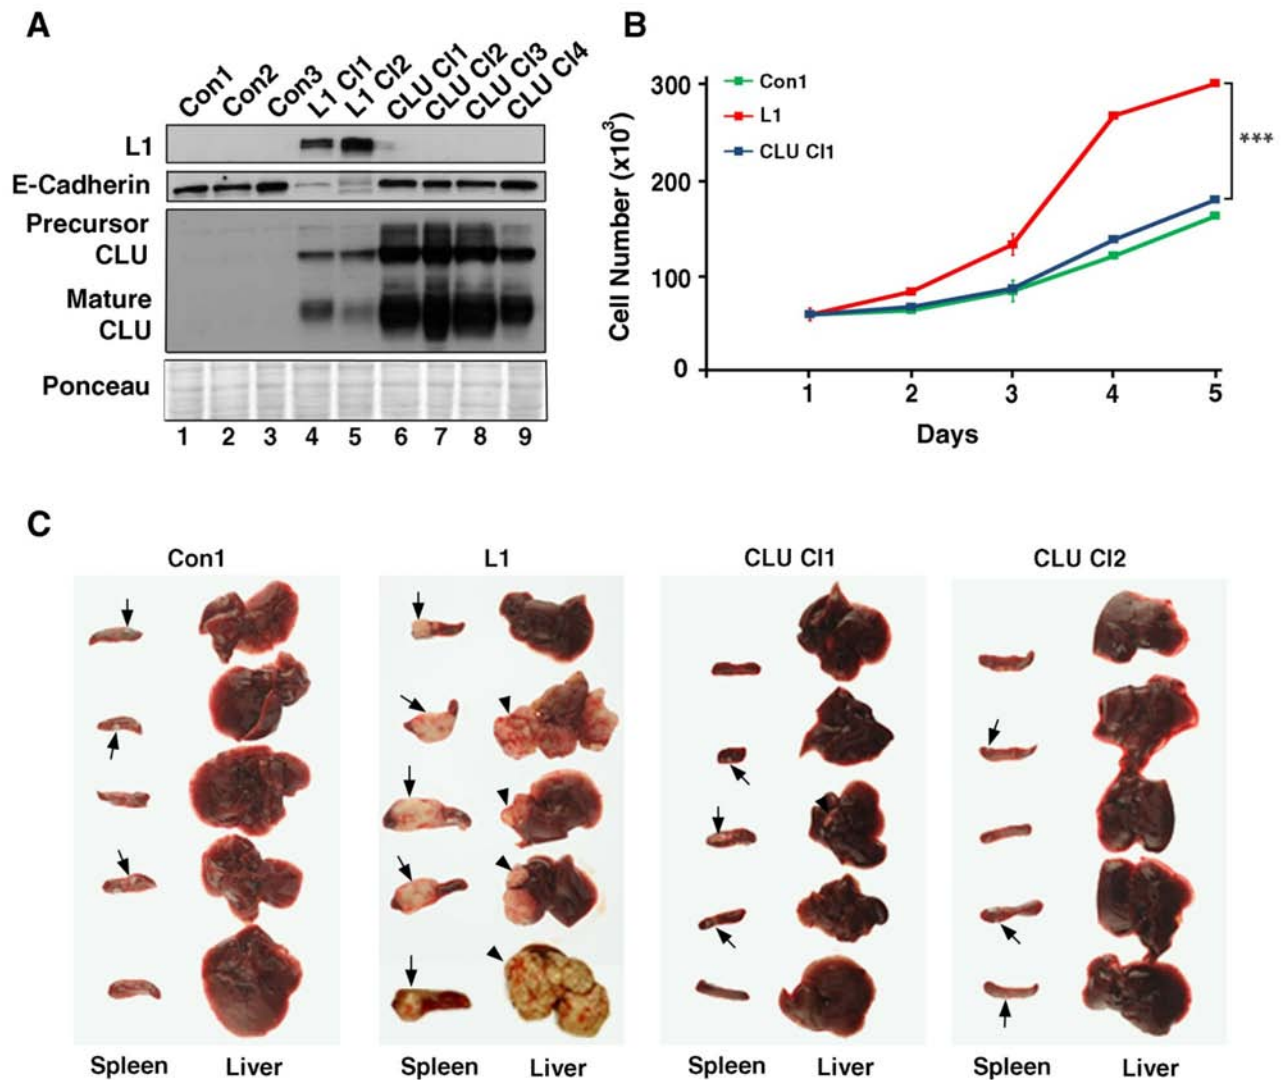 A
Con1
Con2
Con3
L1 Cl1
L1 Cl2
CLU Cl1
CLU Cl2
CLU Cl3
CLU Cl4
L1
E-Cadherin
Precursor
CLU
Mature
CLU
Ponceau
1 2 3 4 5 6 7 8 9
B
Cell Number (x10³)
300
200
100
0
Con1
L1
CLU Cl1
***
1 2 3 4 5
Days
C
Con1 L1 CLU Cl1 CLU Cl2
Spleen Liver Spleen Liver Spleen Liver Spleen Liver